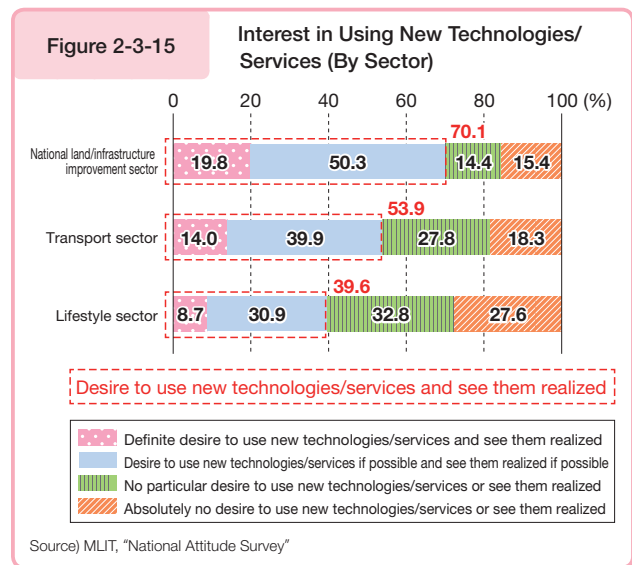 Figure 2-3-15
Interest in Using New Technologies/
Services (By Sector)
0 20 40 60 80 100 (%)
70.1
National land/infrastructure
improvement sector
19.8 50.3 14.4 15.4
53.9
Transport sector
14.0 39.9 27.8 18.3
39.6
Lifestyle sector
8.7 30.9 32.8 27.6
Desire to use new technologies/services and see them realized
Definite desire to use new technologies/services and see them realized
Desire to use new technologies/services if possible and see them realized if possible
No particular desire to use new technologies/services or see them realized
Absolutely no desire to use new technologies/services or see them realized
Source) MLIT, “National Attitude Survey”